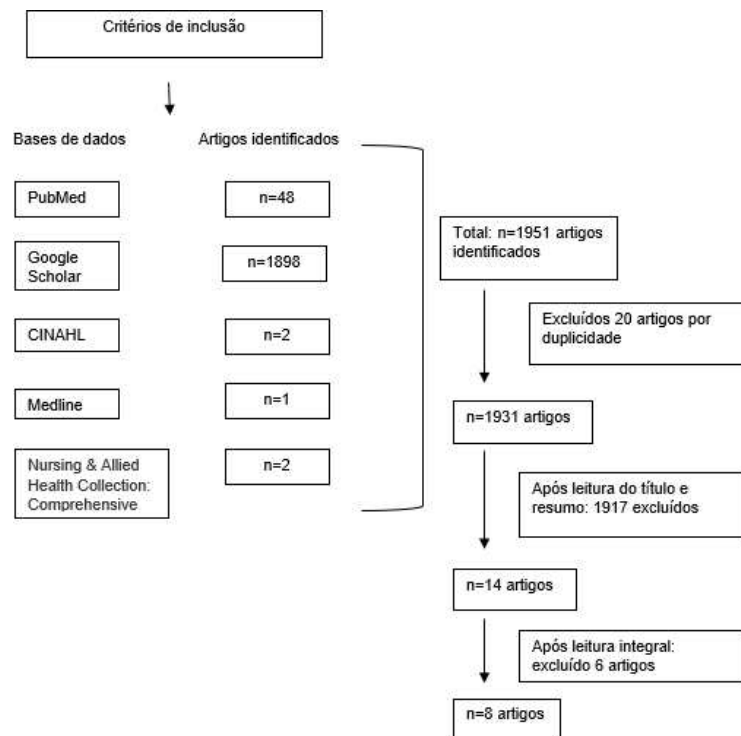 Critérios de inclusão
Bases de dados
Artigos identificados
PubMed
n=48
Google
Scholar
n=1898
CINAHL
n=2
Medline
n=1
Nursing & Allied
Health Collection:
Comprehensive
n=2
Total: n=1951 artigos
identificados
Excluídos 20 artigos por
duplicidade
n=1931 artigos
Após leitura do título e
resumo: 1917 excluídos
n=14 artigos
Após leitura integral:
excluído 6 artigos
n=8 artigos